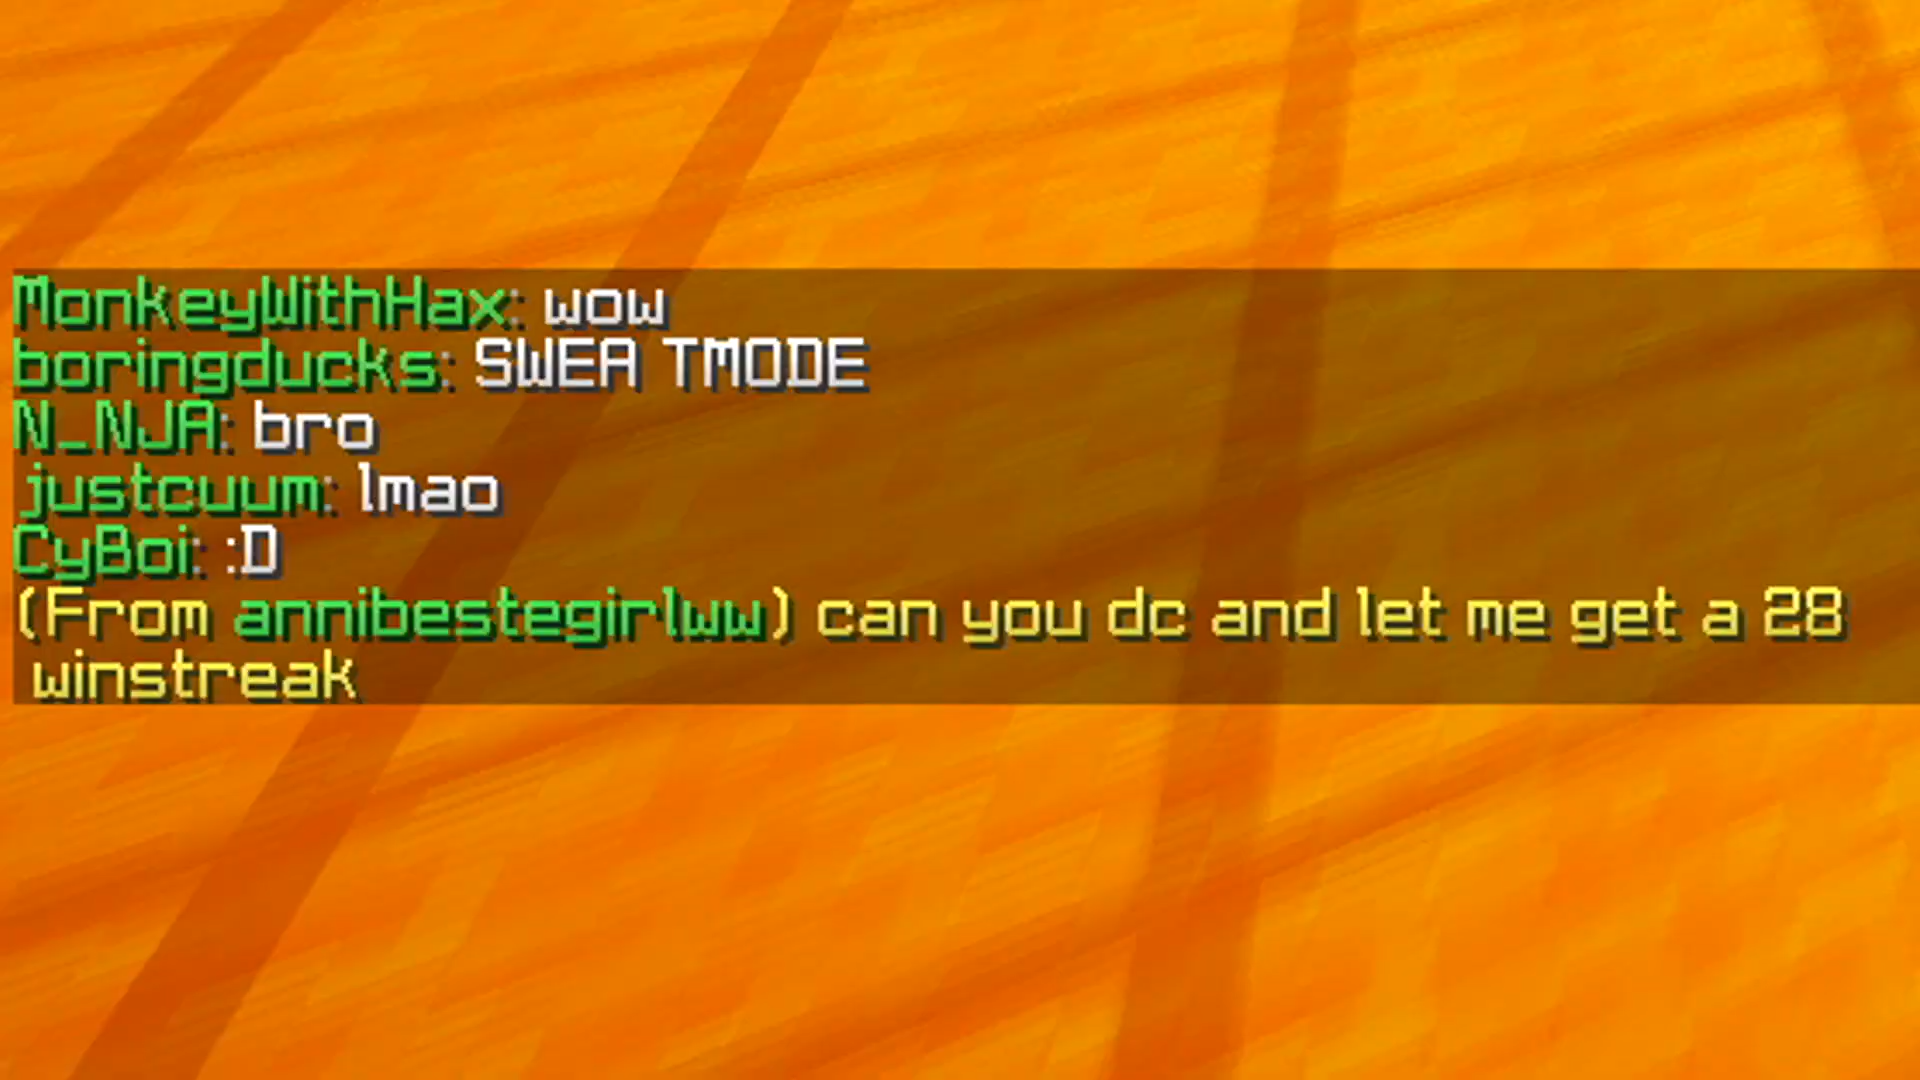 MonkeyWithHax: wow
boringducks: SWEA TMODE
N_NJA: bro
justcuum: lmao
CyBoi: :D
(From annibestegirlww) can you dc and let me get a 28
winstreak